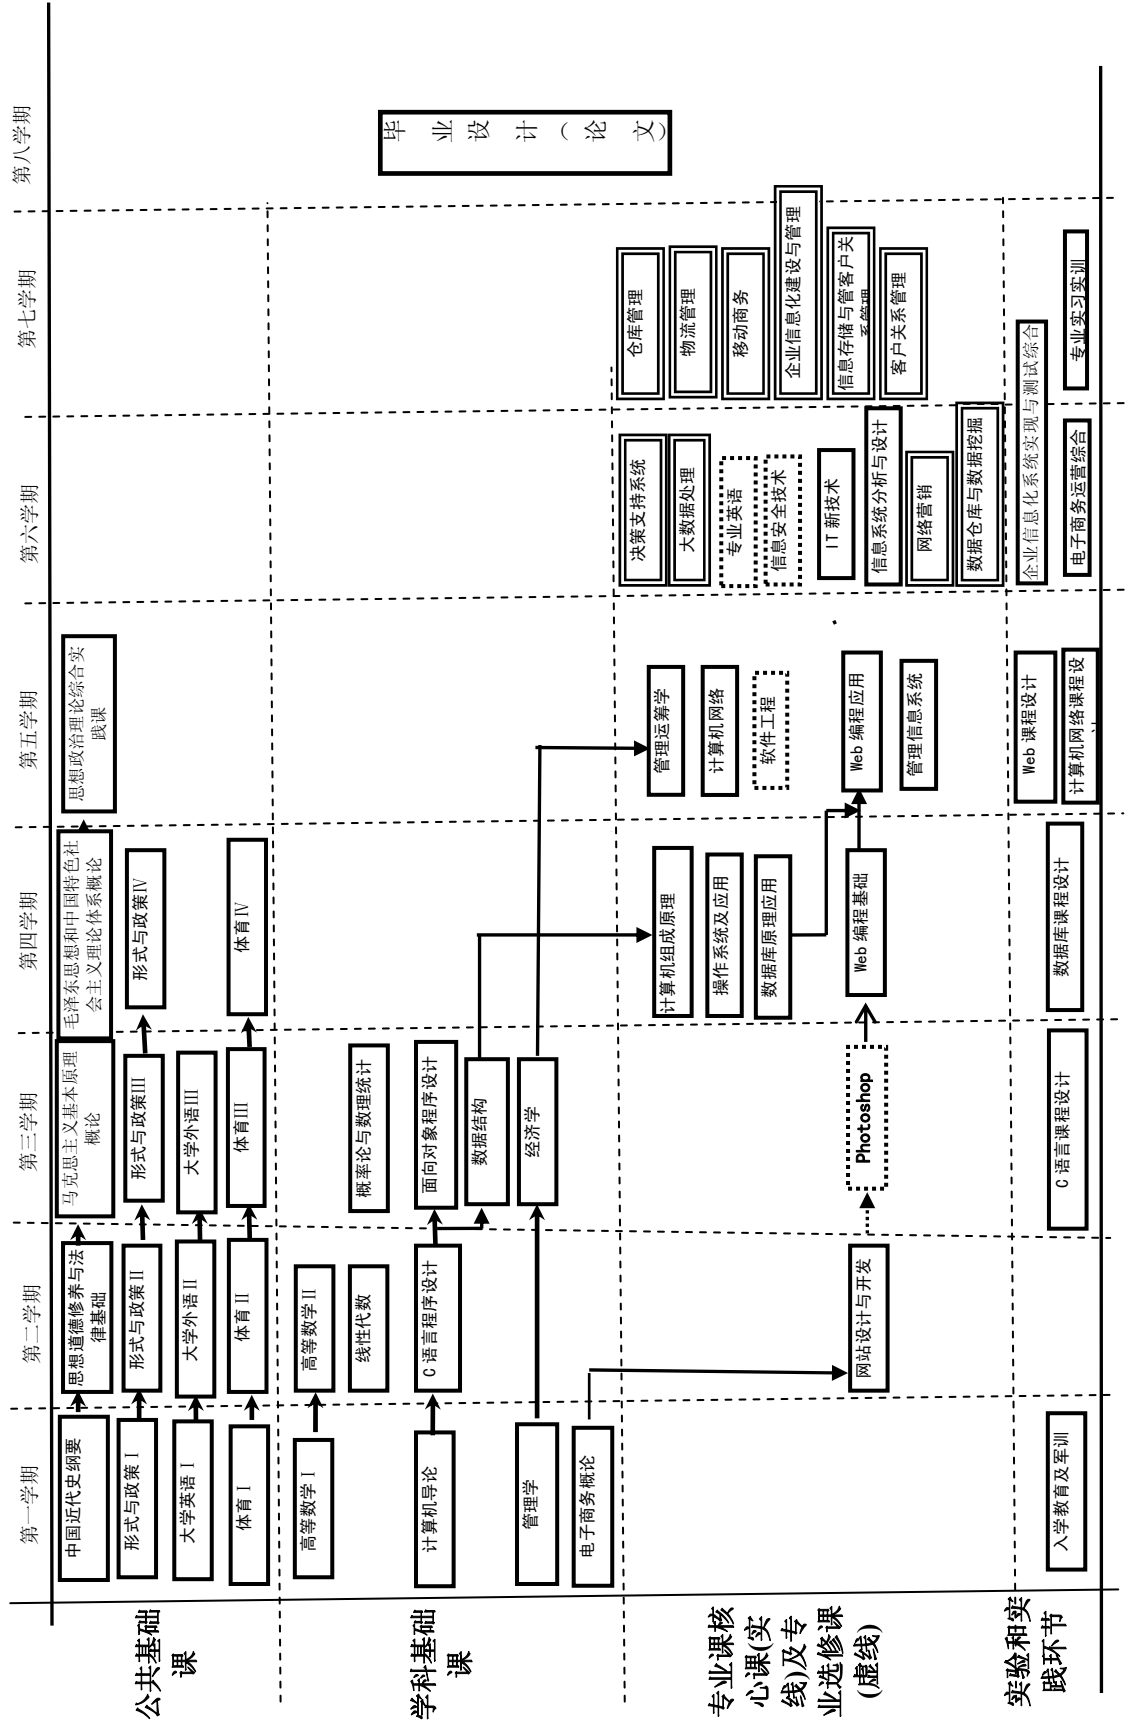 第一学期
第二学期
第三学期
第四学期
第五学期
第六学期
第七学期
第八学期
公共基础
课
中国近代史纲要
思想道德修养与法
律基础
马克思主义基本原理
概论
毛泽东思想和中国特色社
会主义理论体系概论
思想政治理论综合实
践课
形式与政策Ⅰ
形式与政策Ⅱ
形式与政策Ⅲ
形式与政策Ⅳ
大学英语Ⅰ
大学外语Ⅱ
大学外语Ⅲ
体育Ⅰ
体育Ⅱ
体育Ⅲ
体育Ⅳ
学科基础
课
高等数学Ⅰ
高等数学Ⅱ
线性代数
概率论与数理统计
计算机导论
C 语言程序设计
面向对象程序设计
数据结构
管理学
经济学
电子商务概论
毕业设计(论文)
专业课核
心课(实
线)及专
业选修课
(虚线)
网站设计与开发
Photoshop
计算机组成原理
操作系统及应用
数据库原理应用
Web 编程基础
管理运筹学
计算机网络
软件工程
Web 编程应用
管理信息系统
决策支持系统
大数据处理
专业英语
信息安全技术
IT 新技术
信息系统分析与设计
网络营销
数据仓库与数据挖掘
仓库管理
物流管理
移动商务
企业信息化建设与管理
信息存储与管客户关
系管理
客户关系管理
实验和实
践环节
入学教育及军训
C 语言课程设计
数据库课程设计
Web 课程设计
计算机网络课程设
企业信息化系统实现与测试综合
电子商务运营综合
专业实习实训